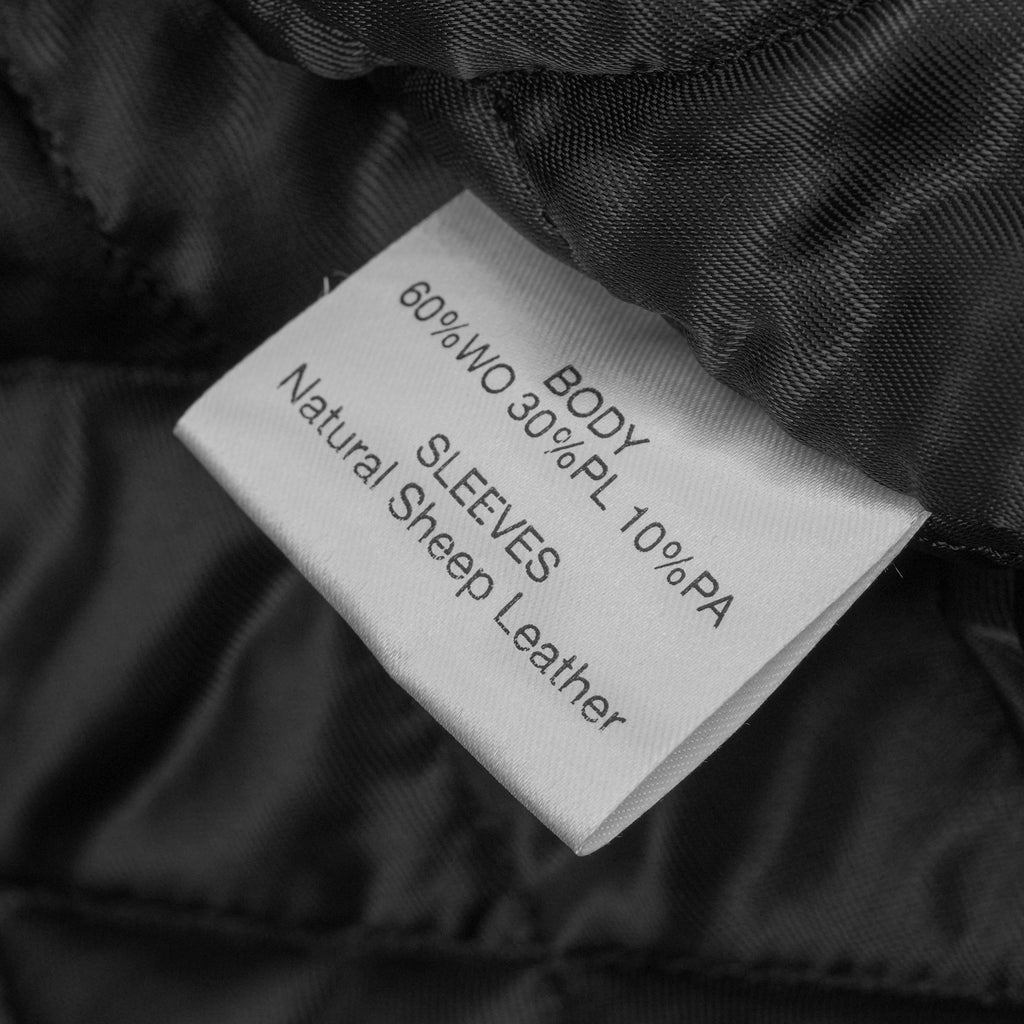 BODY
60%WO 30%PL 10%PA
SLEEVES
Natural Sheep Leather